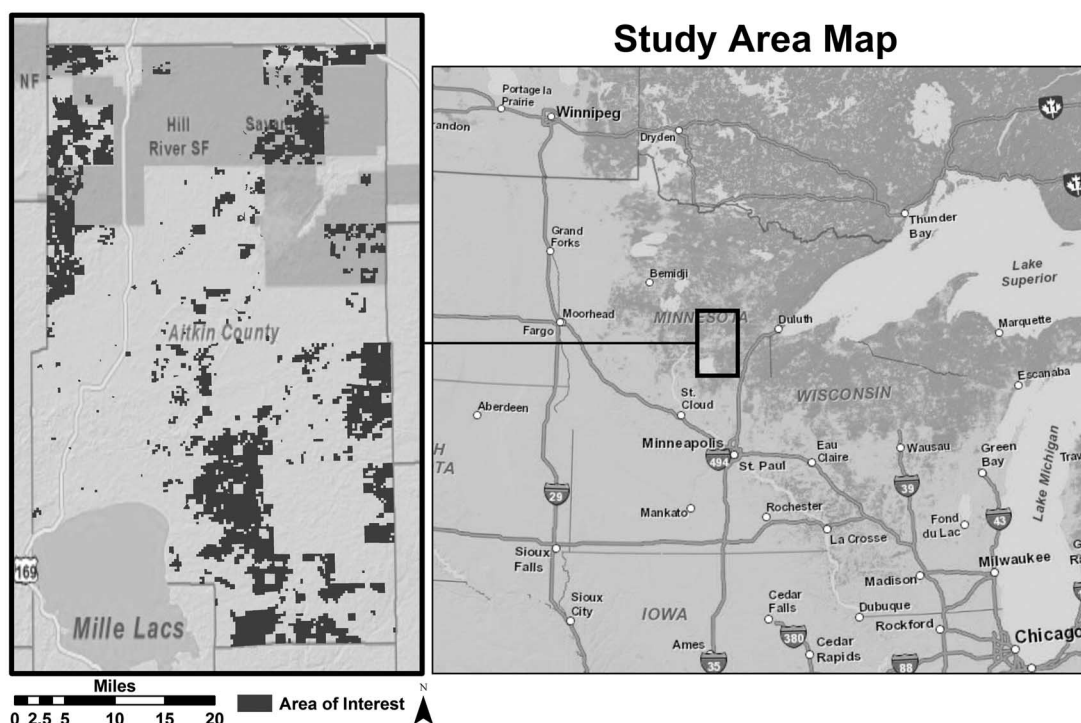 Study Area Map
NF
Hill
River SF
Aitkin County
169
Mille Lacs
Portage la
Prairie
Winnipeg
randon
Dryden
11
Thunder
Bay
Grand
Forks
Bemidji
Lake
Superior
MINNESOTA
Moorhead
Duluth
Fargo
Marquette
Escanaba
WISCONSIN
St.
Cloud
Aberdeen
Minneapolis
Eau
Claire
Wausau
Green
Bay
H
TA
494
St. Paul
Lake Michigan
Trav
29
39
Mankato
Rochester
43
Fond
du Lac
La Crosse
Sioux
Falls
Milwaukee
Madison
Sioux
City
IOWA
Cedar
Falls
Dubuque
Rockford
380
Chicago
Ames
35
Cedar
Rapids
88
Miles
0 2.5 5 10 15 20
Area of Interest
N